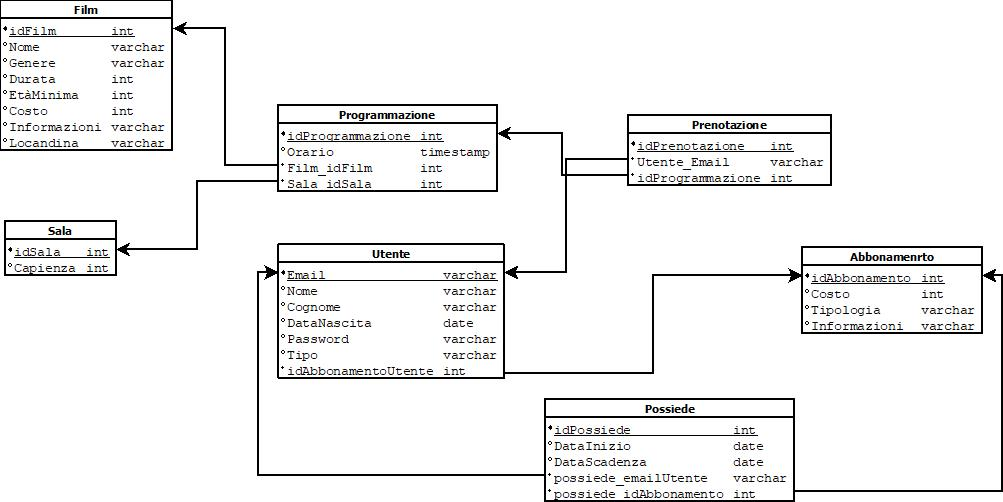 Film
idFilm int
Nome varchar
Genere varchar
Durata int
EtàMinima int
Costo int
Informazioni varchar
Locandina varchar
Programmazione
idProgrammazione int
Orario timestamp
Film_idFilm int
Sala_idSala int
Prenotazione
idPrenotazione int
Utente_Email varchar
idProgrammazione int
Sala
idSala int
Capienza int
Utente
Email varchar
Nome varchar
Cognome varchar
DataNascita date
Password varchar
Tipo varchar
idAbbonamentoUtente int
Abbonamenrto
idAbbonamento int
Costo int
Tipologia varchar
Informazioni varchar
Possiede
idPossiede int
DataInizio date
DataScadenza date
possiede_emailUtente varchar
possiede_idAbbonamento int